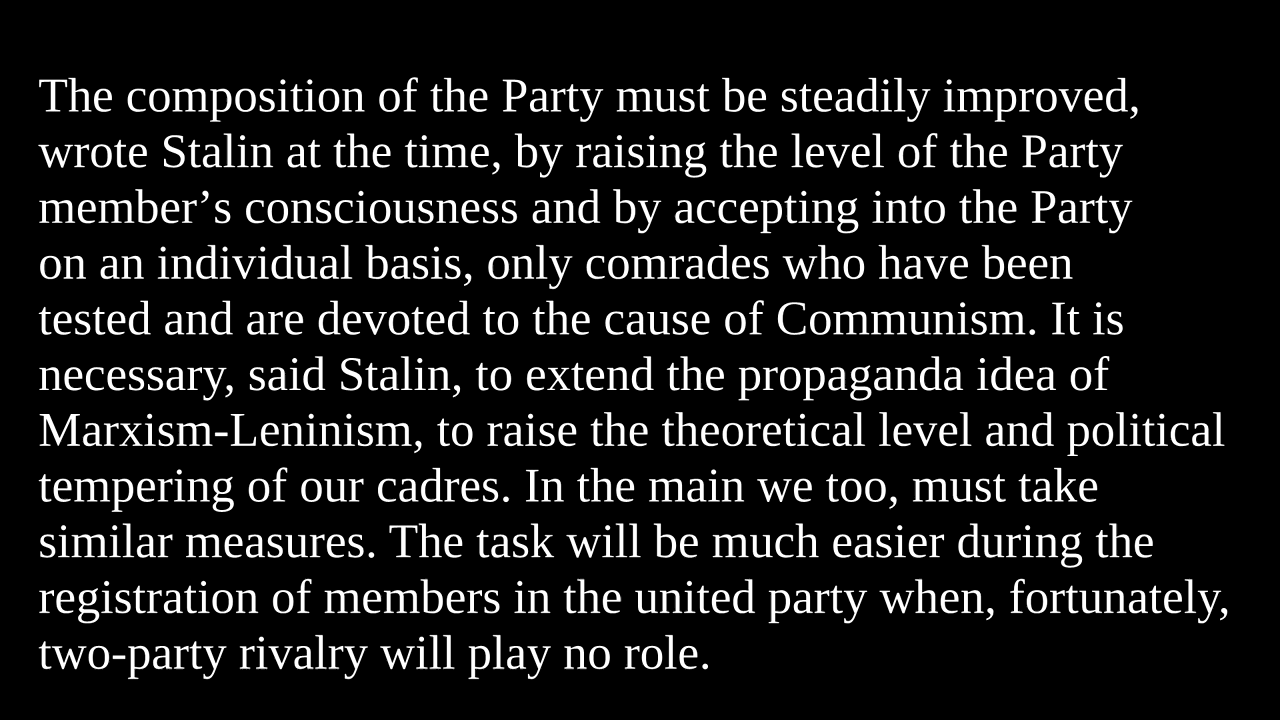 The composition of the Party must be steadily improved,
wrote Stalin at the time, by raising the level of the Party
member’s consciousness and by accepting into the Party
on an individual basis, only comrades who have been
tested and are devoted to the cause of Communism. It is
necessary, said Stalin, to extend the propaganda idea of
Marxism-Leninism, to raise the theoretical level and political
tempering of our cadres. In the main we too, must take
similar measures. The task will be much easier during the
registration of members in the united party when, fortunately,
two-party rivalry will play no role.